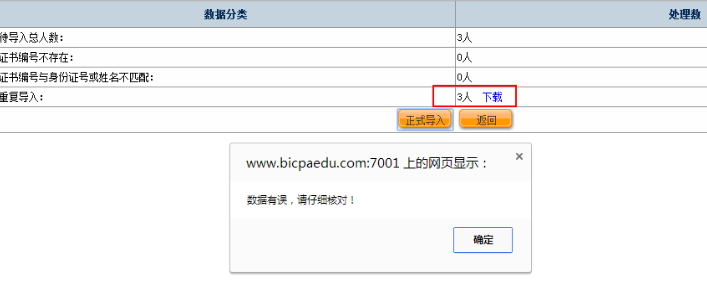 数据分类 处理数
待导入总人数： 3人
证书编号不存在： 0人
证书编号与身份证号或姓名不匹配： 0人
重复导入： 3人 下载
正式导入 返回
www.bicpaedu.com:7001 上的网页显示： ×
数据有误，请仔细核对！
确定